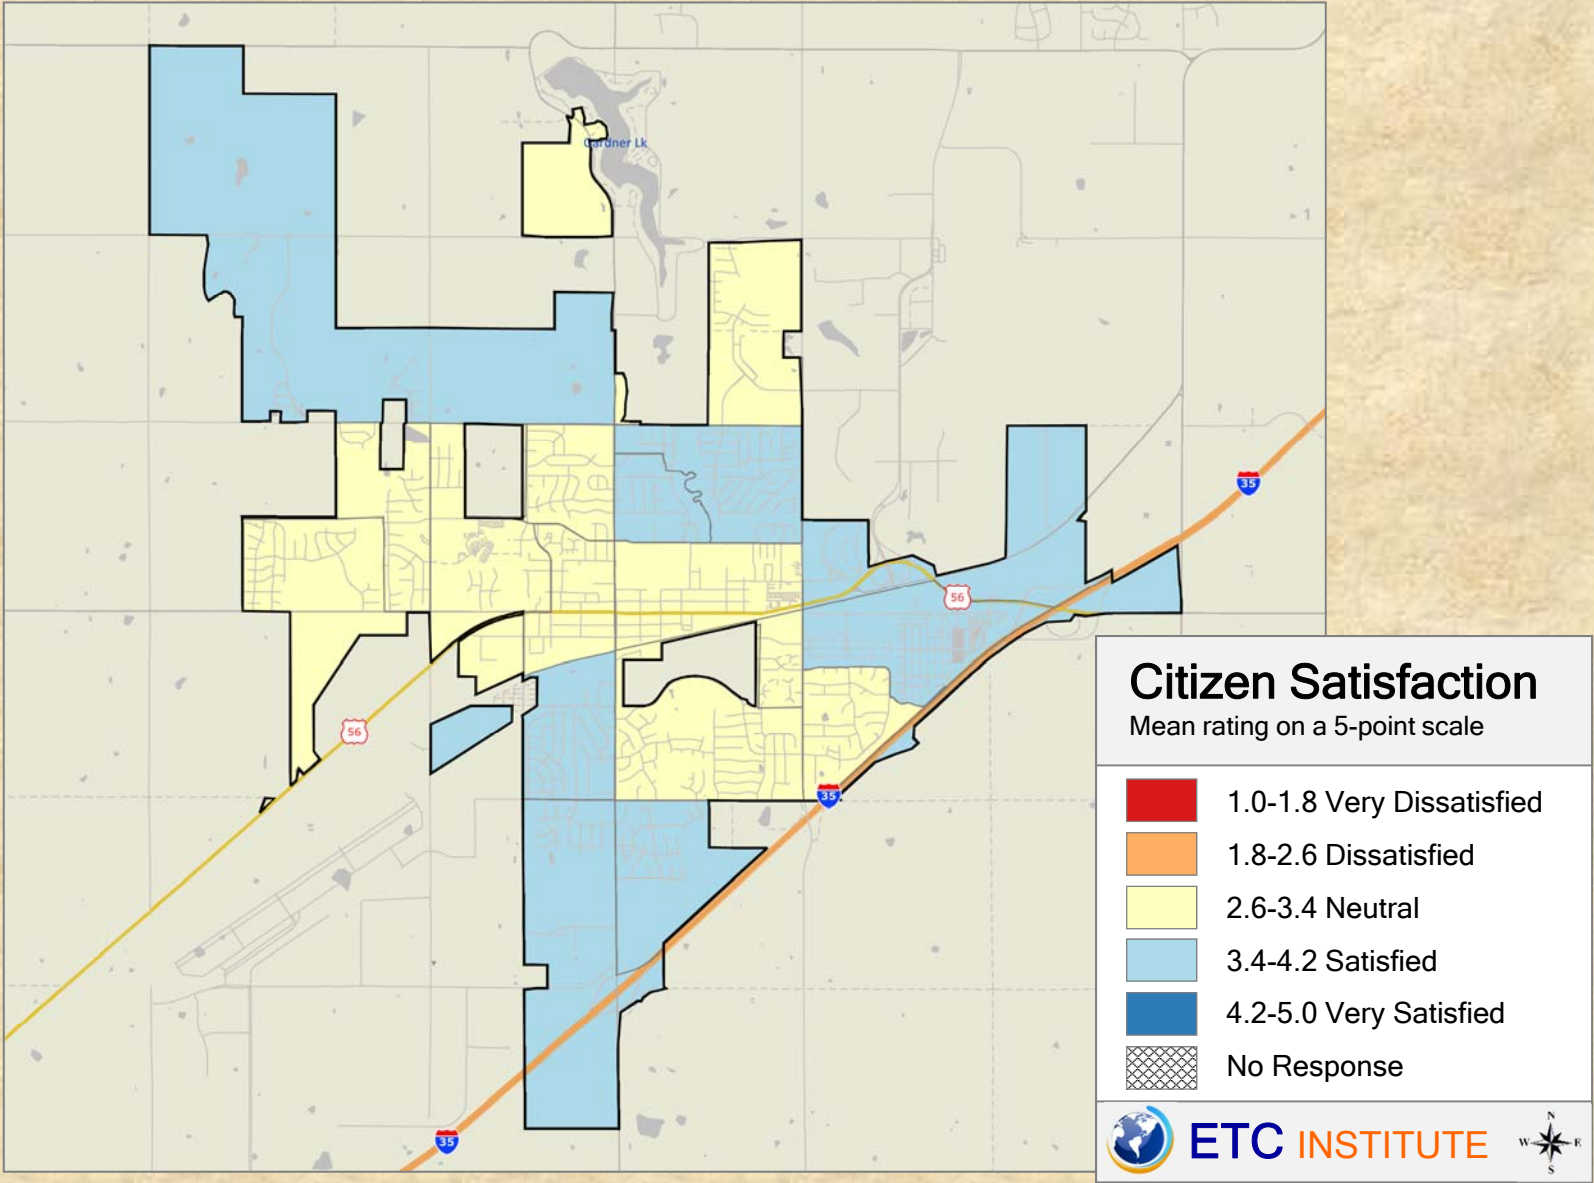 Gardner Lk
1
35
56
56
35
35
Citizen Satisfaction
Mean rating on a 5-point scale
1.0-1.8 Very Dissatisfied
1.8-2.6 Dissatisfied
2.6-3.4 Neutral
3.4-4.2 Satisfied
4.2-5.0 Very Satisfied
No Response
ETC INSTITUTE
N
W E
S